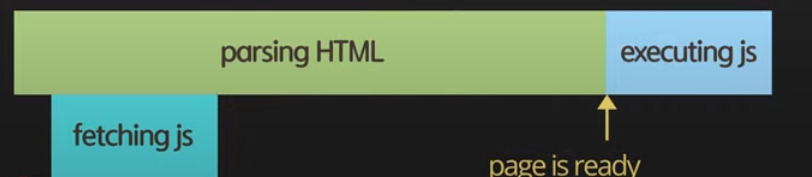 parsing HTML
executing js
fetching js
page is ready